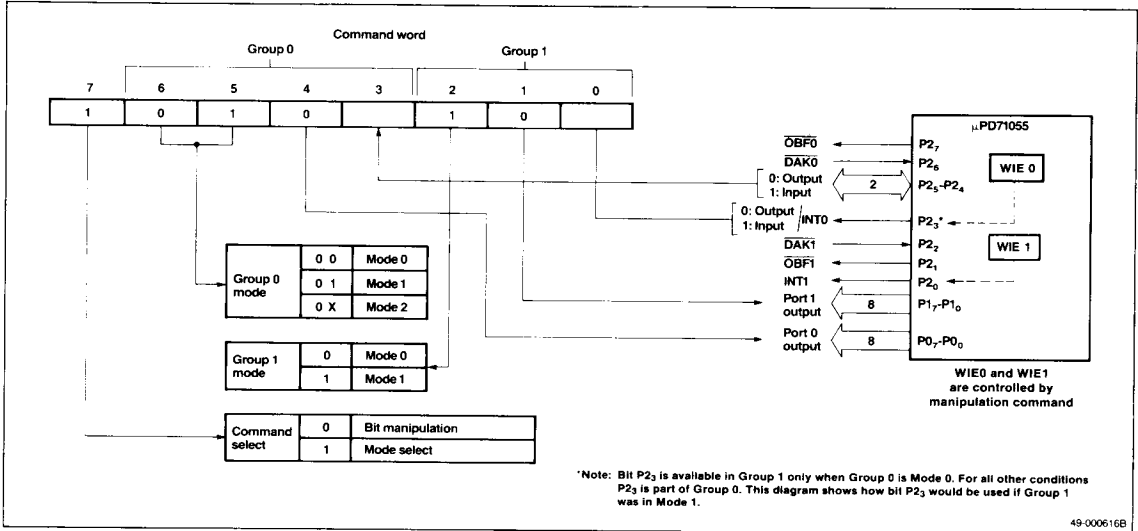 Command word
Group 0
Group 1
7 6 5 4 3 2 1 0
1 0 1 0 1 0
μPD71055
OBF0
P2₇
DAK0
P2₆
WIE 0
0: Output
1: Input
2
P2₅-P2₄
0: Output
1: Input
/INT0
P2₃*
DAK1
P2₂
WIE 1
OBF1
P2₁
INT1
P2₀
Port 1
output
8
P1₇-P1₀
Port 0
output
8
P0₇-P0₀
WIE0 and WIE1
are controlled by
manipulation command
Group 0
mode
0 0 Mode 0
0 1 Mode 1
0 X Mode 2
Group 1
mode
0 Mode 0
1 Mode 1
Command
select
0 Bit manipulation
1 Mode select
*Note: Bit P2₃ is available in Group 1 only when Group 0 is Mode 0. For all other conditions
P2₃ is part of Group 0. This diagram shows how bit P2₃ would be used if Group 1
was in Mode 1.
49-000616B